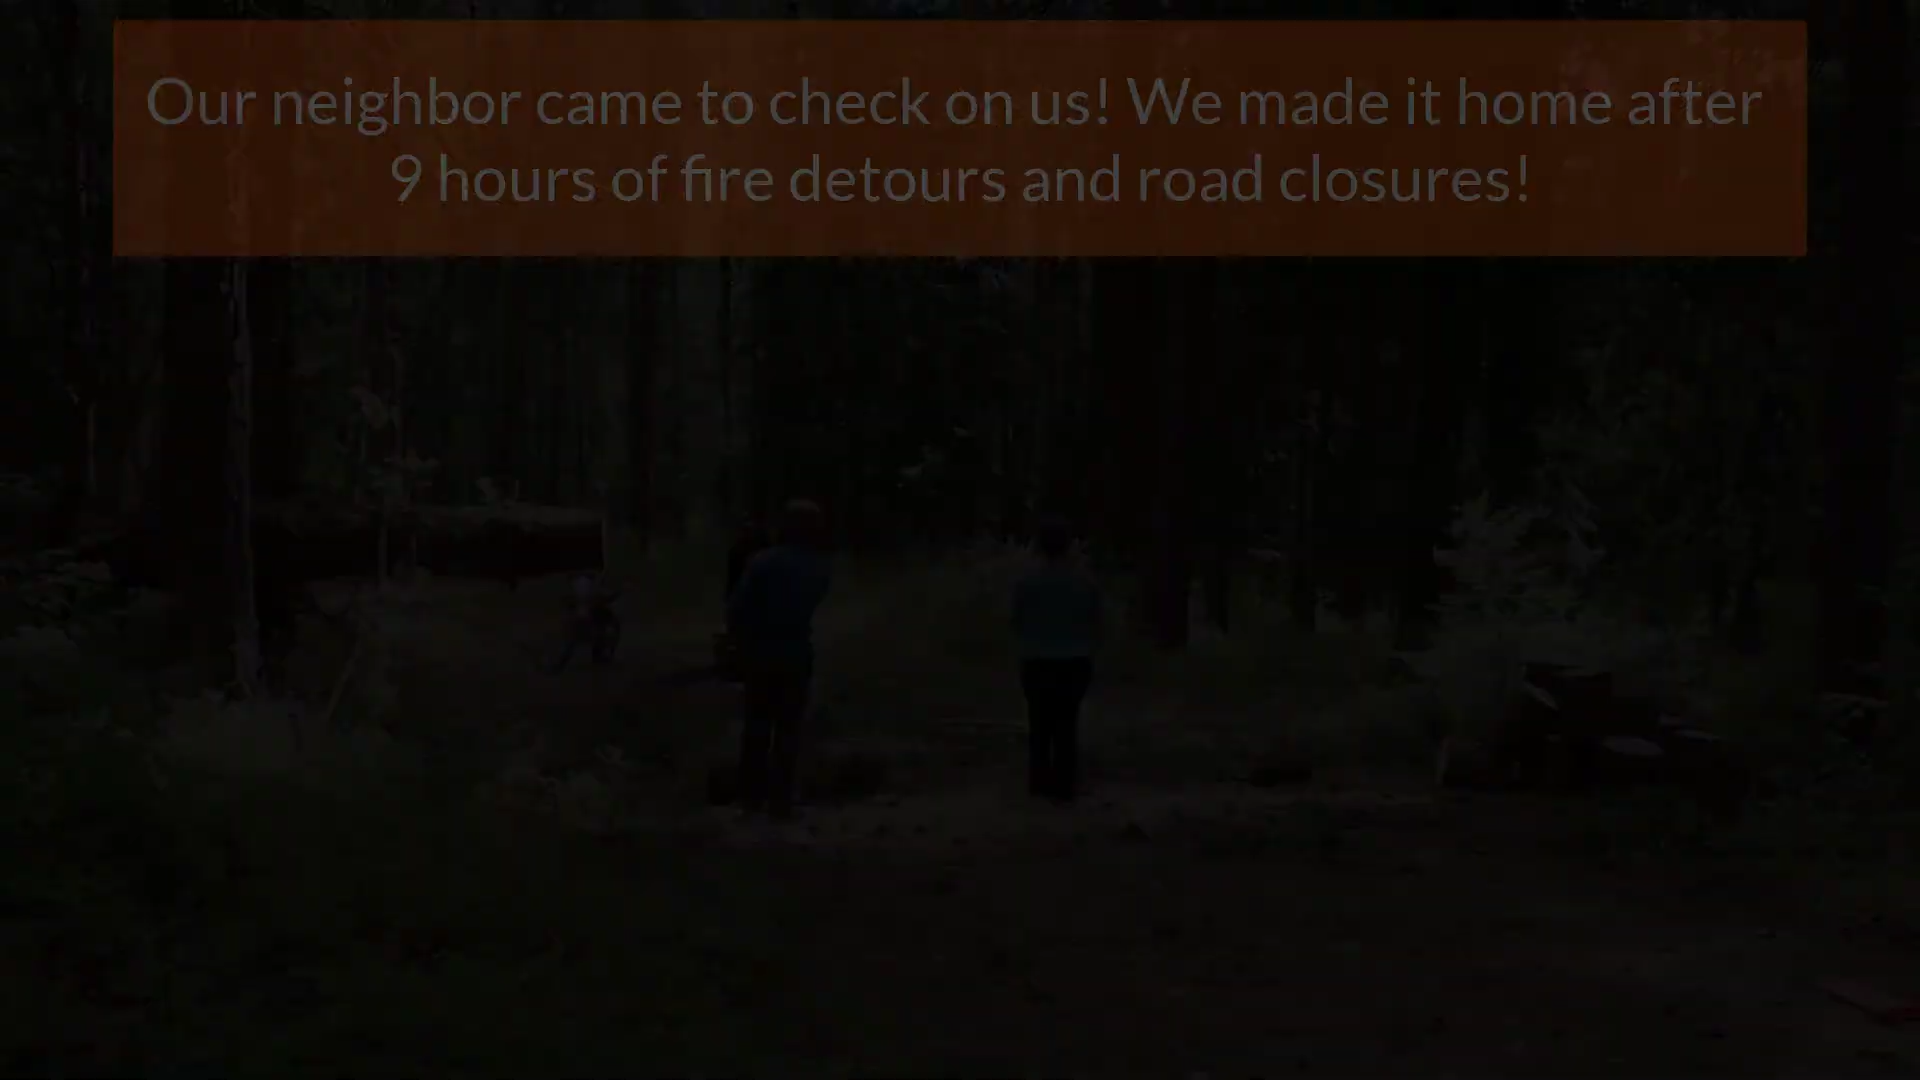 Our neighbor came to check on us! We made it home after
9 hours of fire detours and road closures!